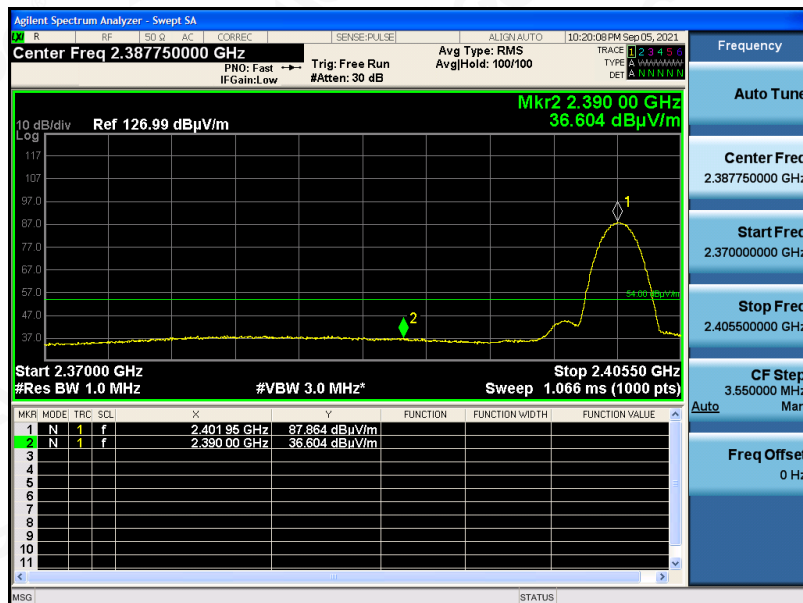 Agilent Spectrum Analyzer - Swept SA
LXI R RF 50 Ω AC CORREC SENSE:PULSE ALIGN AUTO 10:20:08 PM Sep 05, 2021
Center Freq 2.387750000 GHz
PNO: Fast
IFGain:Low
Trig: Free Run
#Atten: 30 dB
Avg Type: RMS
Avg|Hold: 100/100
TRACE 1 2 3 4 5 6
TYPE A WWWWW
DET A N N N N N
Mkr2 2.390 00 GHz
36.604 dBµV/m
10 dB/div Ref 126.99 dBµV/m
Log
117
107
97.0
87.0
77.0
67.0
57.0
47.0
37.0
1
2
54.00 dBµV/m
Start 2.37000 GHz Stop 2.40550 GHz
#Res BW 1.0 MHz #VBW 3.0 MHz* Sweep 1.066 ms (1000 pts)
MKR MODE TRC SCL X Y FUNCTION FUNCTION WIDTH FUNCTION VALUE
1 N 1 f 2.401 95 GHz 87.864 dBµV/m
2 N 1 f 2.390 00 GHz 36.604 dBµV/m
3
4
5
6
7
8
9
10
11
MSG STATUS
Frequency
Auto Tune
Center Freq
2.387750000 GHz
Start Freq
2.370000000 GHz
Stop Freq
2.405500000 GHz
CF Step
3.550000 MHz
Auto Man
Freq Offset
0 Hz